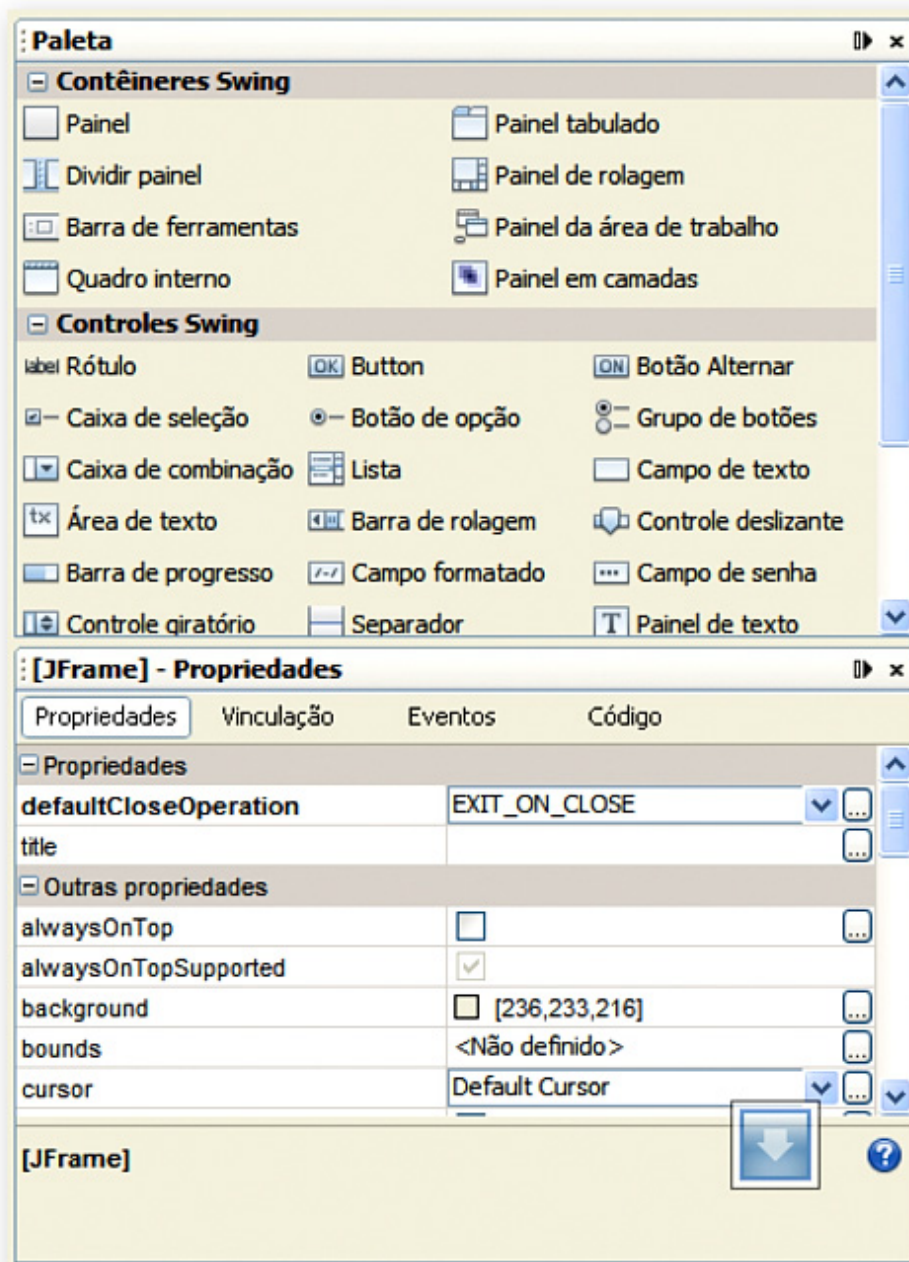 Paleta
Contêineres Swing
Painel
Painel tabulado
Dividir painel
Painel de rolagem
Barra de ferramentas
Painel da área de trabalho
Quadro interno
Painel em camadas
Controles Swing
label Rótulo
OK Button
ON Botão Alternar
Caixa de seleção
Botão de opção
Grupo de botões
Caixa de combinação
Lista
Campo de texto
tx Área de texto
Barra de rolagem
Controle deslizante
Barra de progresso
Campo formatado
Campo de senha
Controle giratório
Separador
T Painel de texto
[JFrame] - Propriedades
Propriedades Vinculação Eventos Código
Propriedades
defaultCloseOperation EXIT_ON_CLOSE ...
title ...
Outras propriedades
alwaysOnTop ...
alwaysOnTopSupported
background [236,233,216] ...
bounds <Não definido> ...
cursor Default Cursor ...
[JFrame] ?